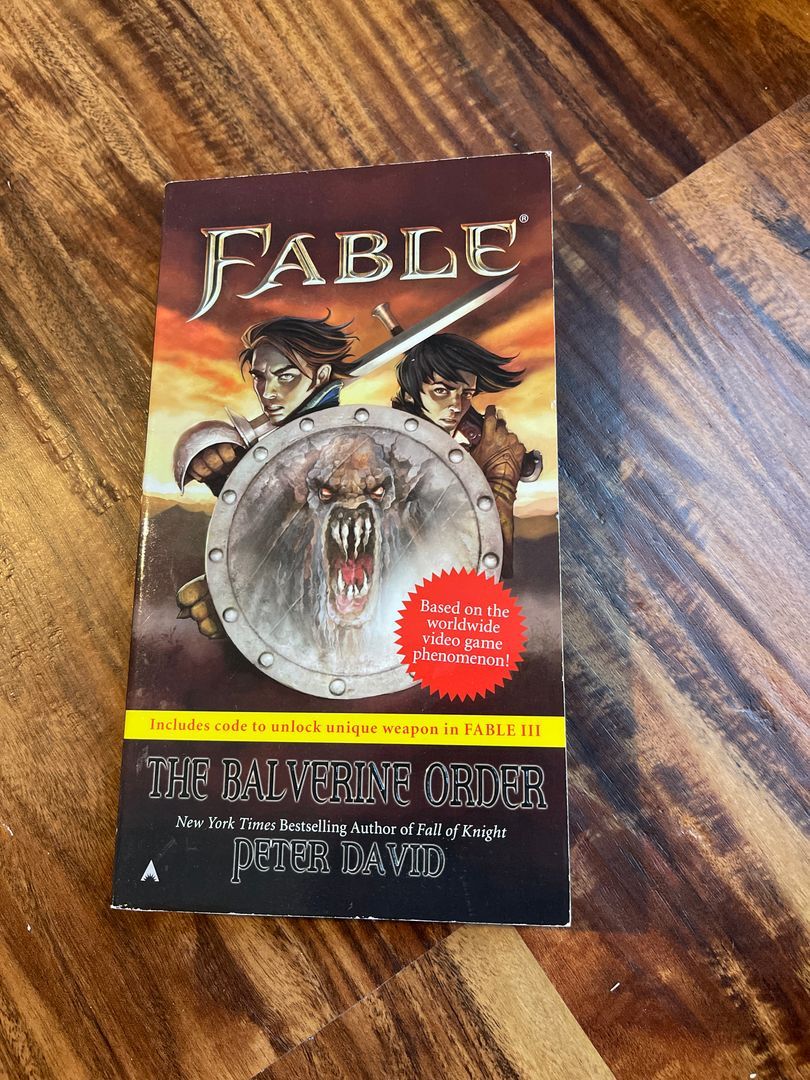 FABLE®
Based on the
worldwide
video game
phenomenon!
Includes code to unlock unique weapon in FABLE III
THE BALVERINE ORDER
New York Times Bestselling Author of Fall of Knight
PETER DAVID